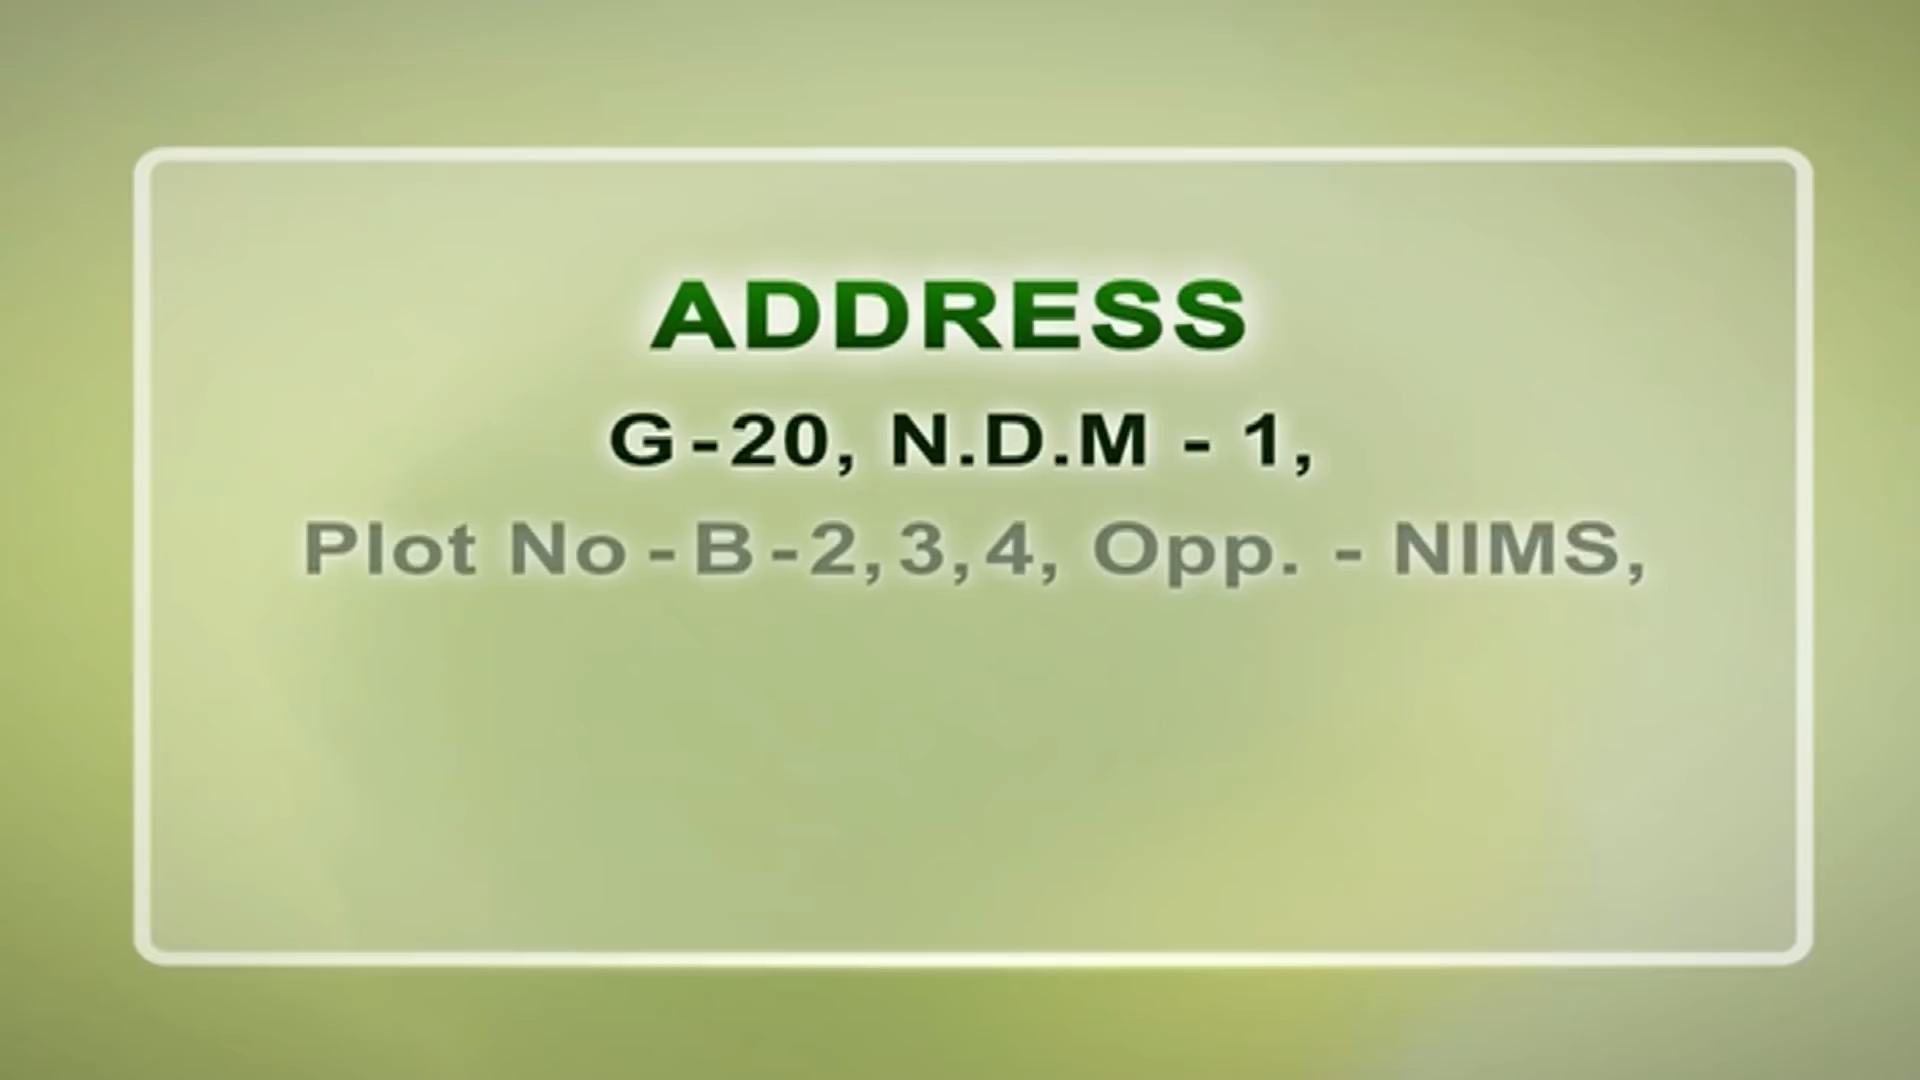 ADDRESS
G-20, N.D.M - 1,
Plot No-B-2,3,4, Opp. - NIMS,